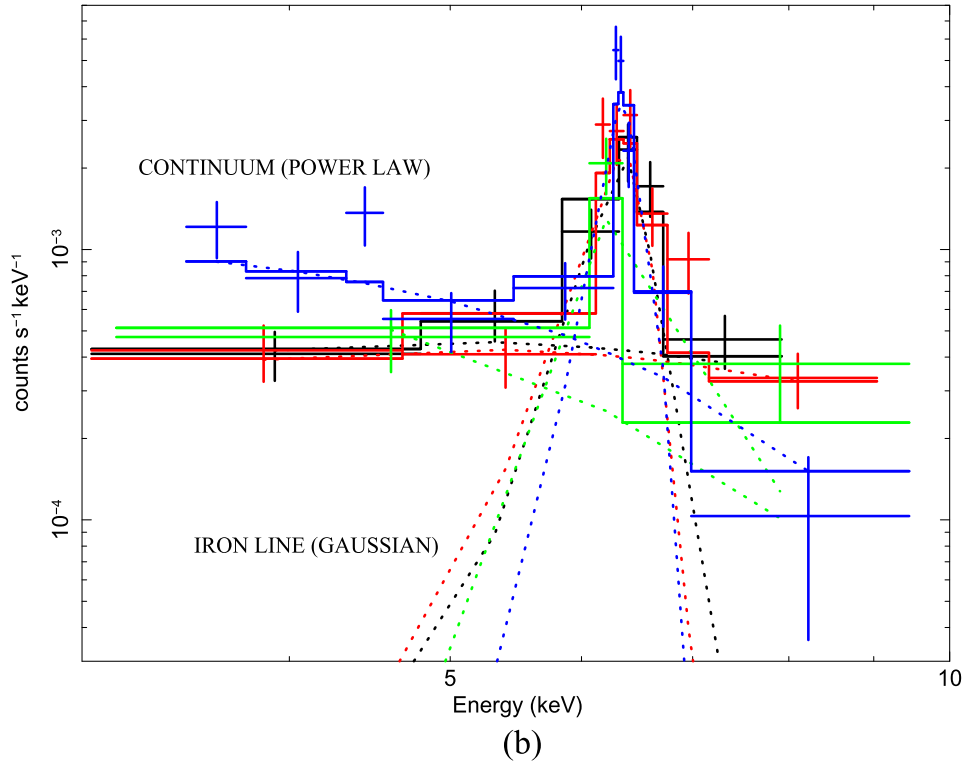 CONTINUUM (POWER LAW)
IRON LINE (GAUSSIAN)
counts s⁻¹ keV⁻¹
10⁻³
10⁻⁴
5
10
Energy (keV)
(b)